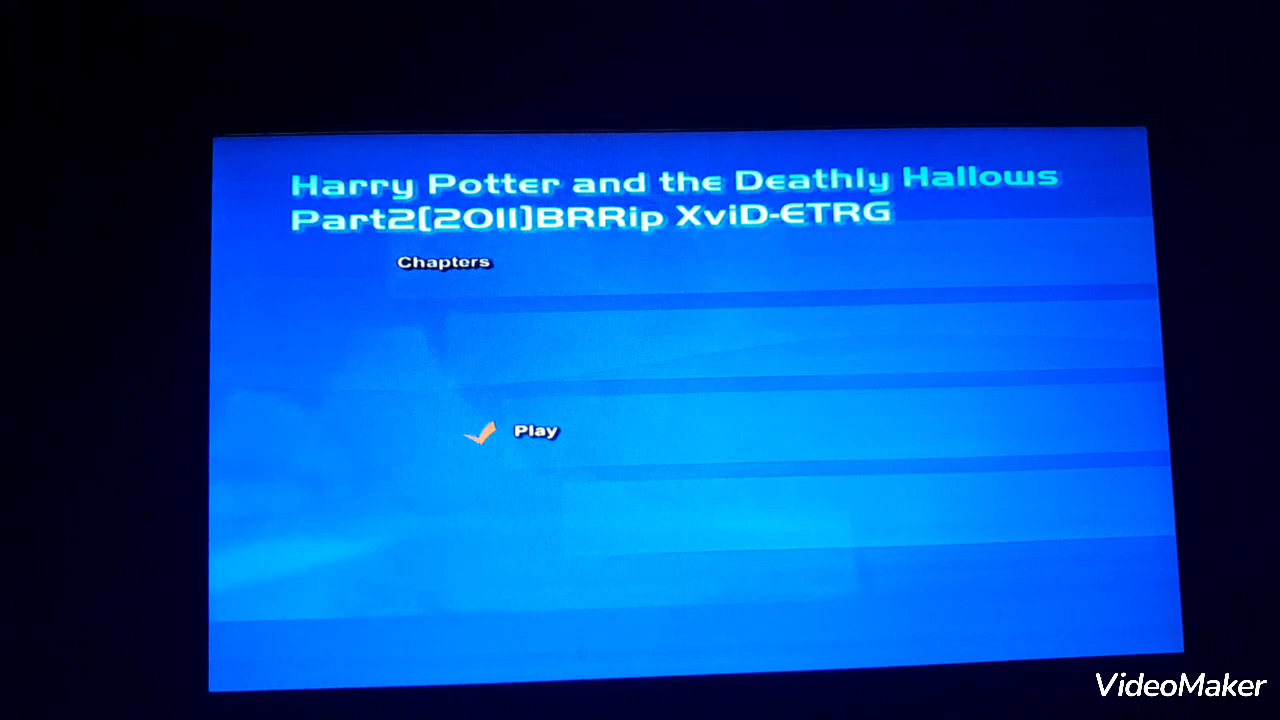 Harry Potter and the Deathly Hallows
Part2[2011]BRRip XviD-ETRG
Chapters
Play
VideoMaker